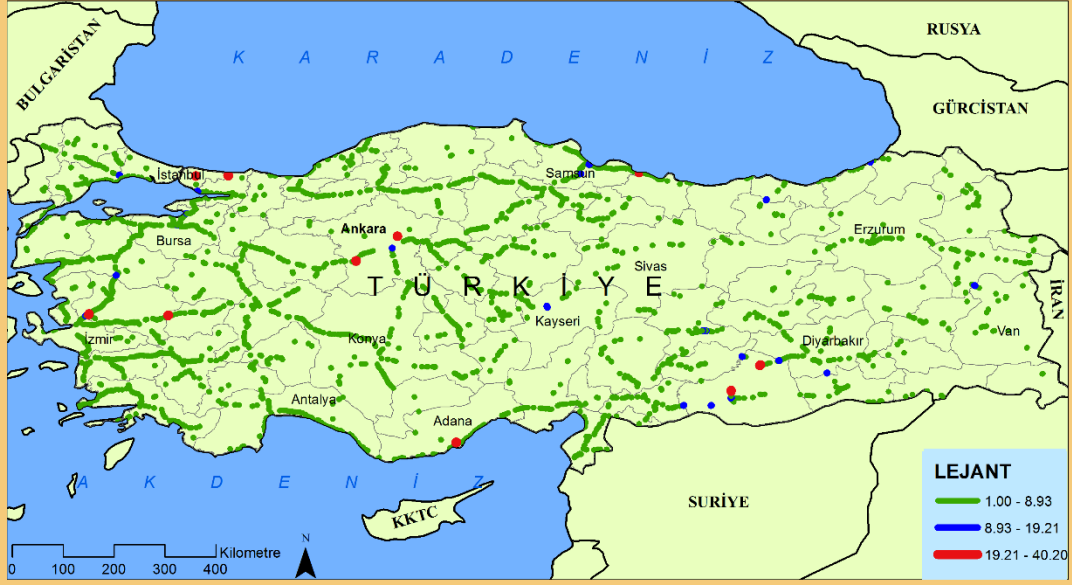 RUSYA
BULGARİSTAN
K A R A D E N İ Z
GÜRCİSTAN
İstanbul
Samsun
Ankara
Erzurum
Bursa
Sivas
T Ü R K İ Y E
İRAN
Kayseri
Van
İzmir
Konya
Diyarbakır
Antalya
Adana
A K D E N İ Z
LEJANT
SURİYE
1.00 - 8.93
KKTC
8.93 - 19.21
N
Kilometre
19.21 - 40.20
0 100 200 300 400